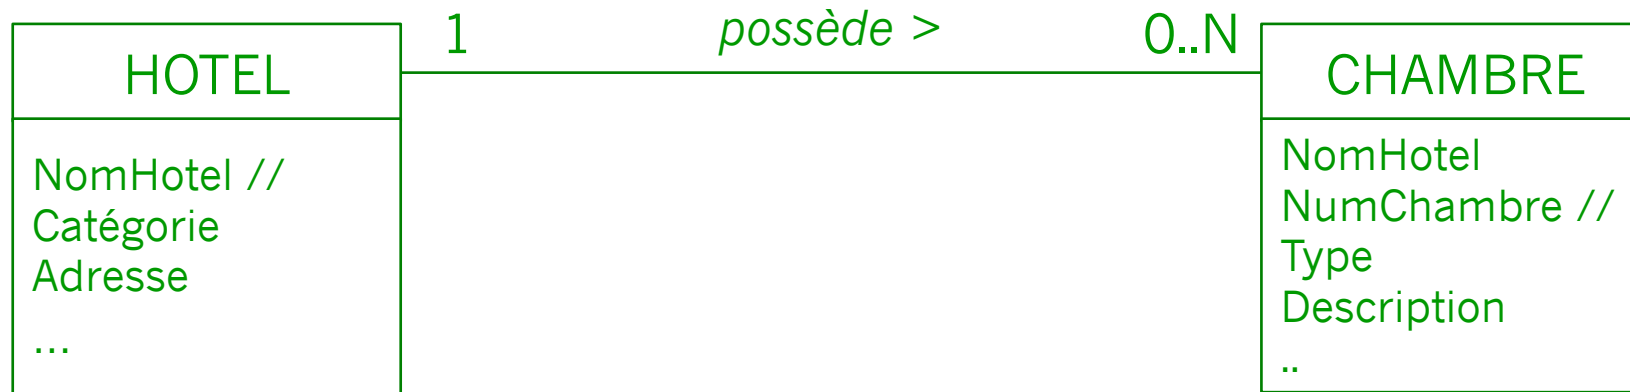 HOTEL
NomHotel //
Catégorie
Adresse
...
1
possède >
0..N
CHAMBRE
NomHotel
NumChambre //
Type
Description
..